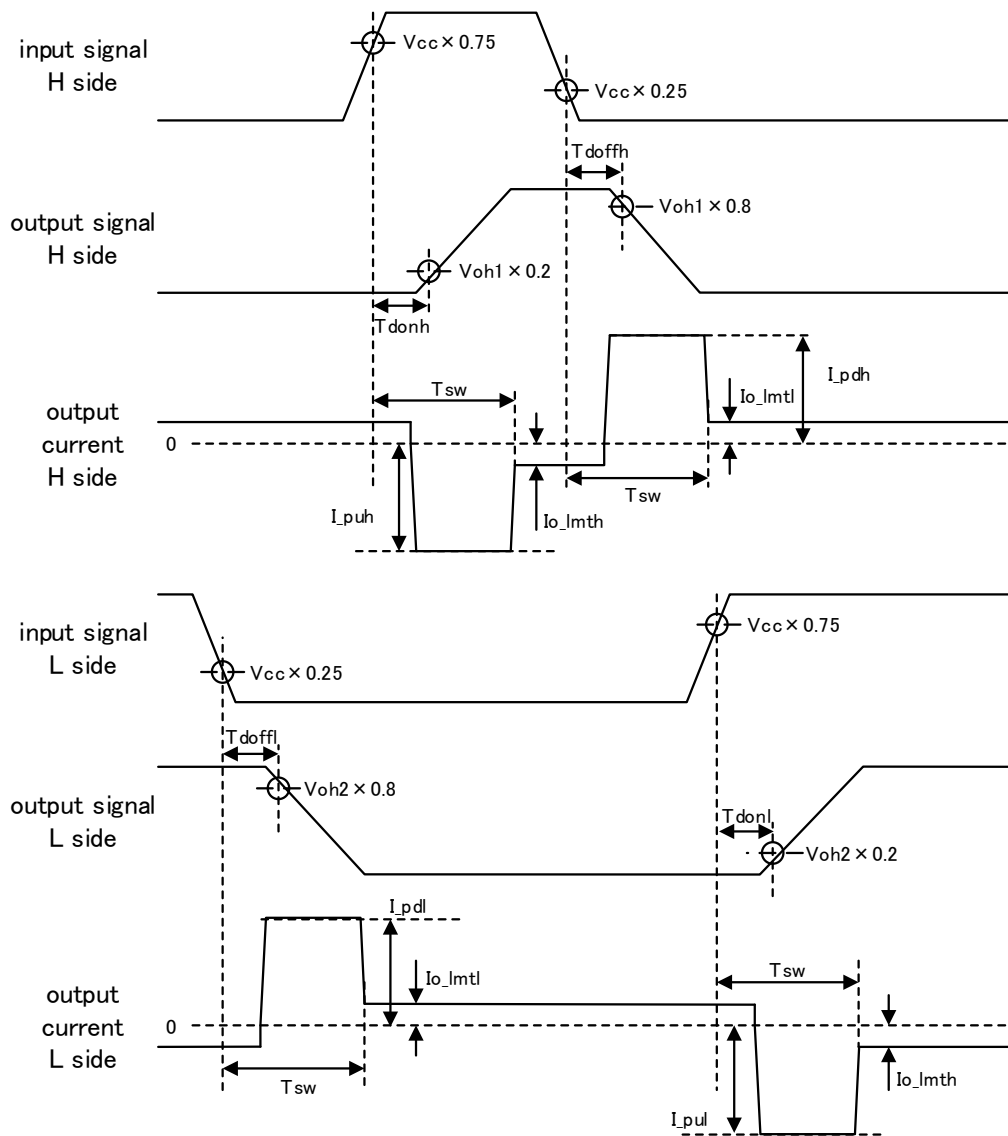 input signal
H side
Vcc×0.75
Vcc×0.25
Tdoffh
output signal
H side
Voh1×0.8
Voh1×0.2
Tdonh
output
current
H side
0
Tsw
I_puh
Io_lmth
Tsw
Io_lmtl
I_pdh
input signal
L side
Vcc×0.25
Vcc×0.75
Tdoffl
output signal
L side
Voh2×0.8
Tdonl
Voh2×0.2
output
current
L side
0
I_pdl
Io_lmtl
Tsw
Tsw
I_pul
Io_lmth